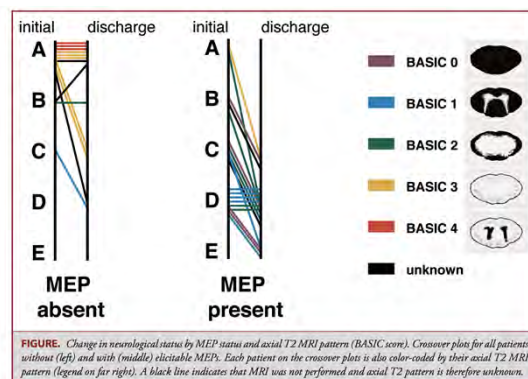 initial discharge
A
B
C
D
E
MEP
absent
initial discharge
A
B
C
D
E
MEP
present
BASIC 0
BASIC 1
BASIC 2
BASIC 3
BASIC 4
unknown
FIGURE. Change in neurological status by MEP status and axial T2 MRI pattern (BASIC score). Crossover plots for all patients
without (left) and with (middle) elicitable MEPs. Each patient on the crossover plots is also color-coded by their axial T2 MRI
pattern (legend on far right). A black line indicates that MRI was not performed and axial T2 pattern is therefore unknown.